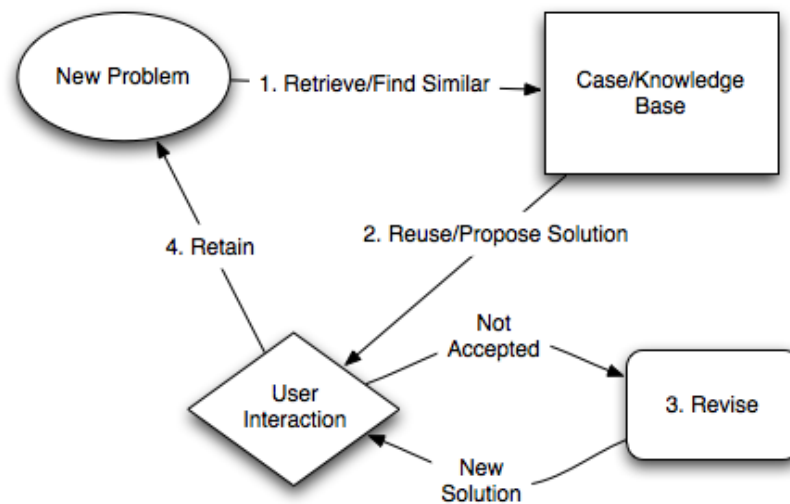 New Problem
1. Retrieve/Find Similar
Case/Knowledge
Base
2. Reuse/Propose Solution
4. Retain
Not
Accepted
User
Interaction
3. Revise
New
Solution